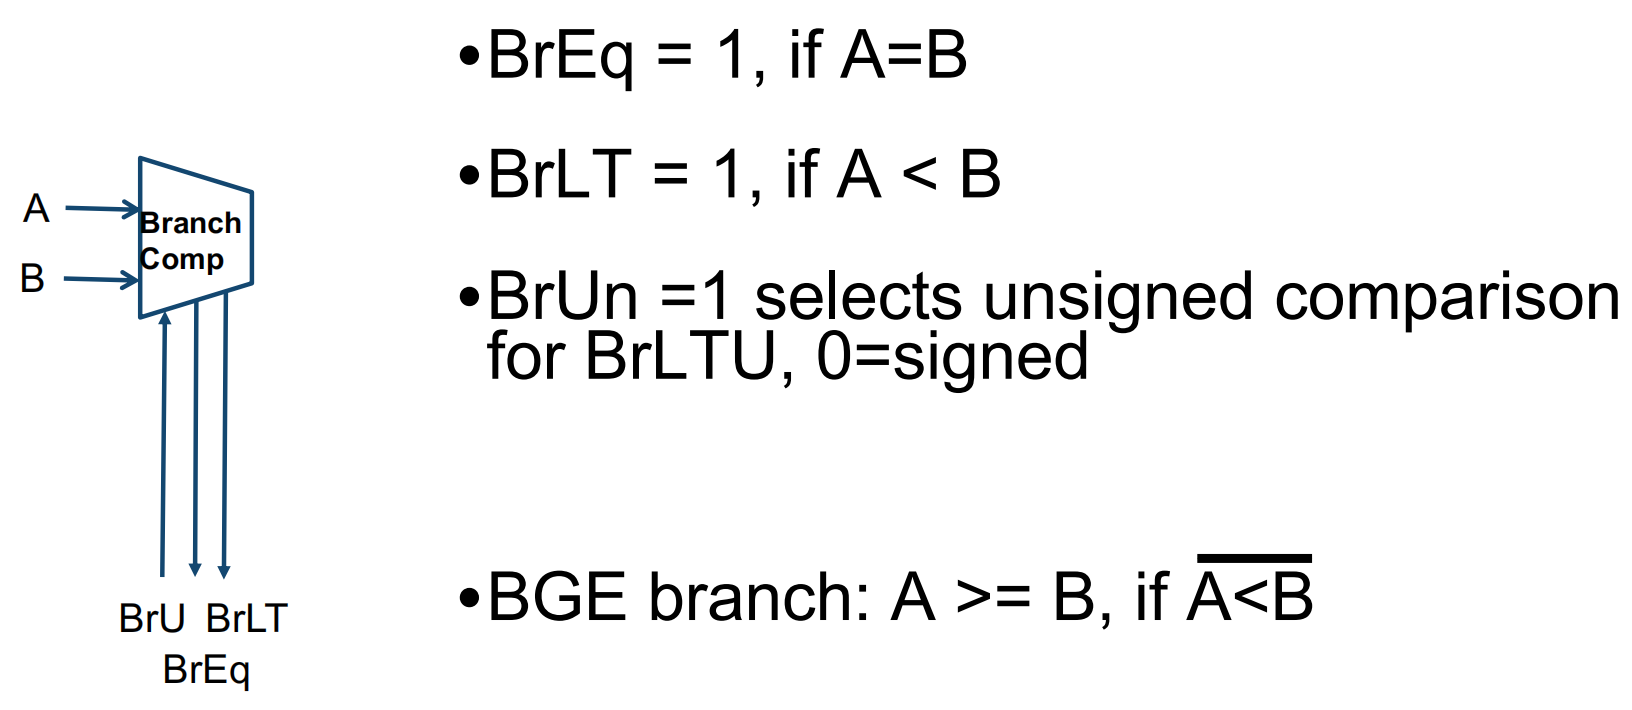 •BrEq = 1, if A=B
•BrLT = 1, if A < B
•BrUn =1 selects unsigned comparison
for BrLTU, 0=signed
•BGE branch: A >= B, if A̅<̅B̅
A
B
Branch
Comp
BrU BrLT
BrEq